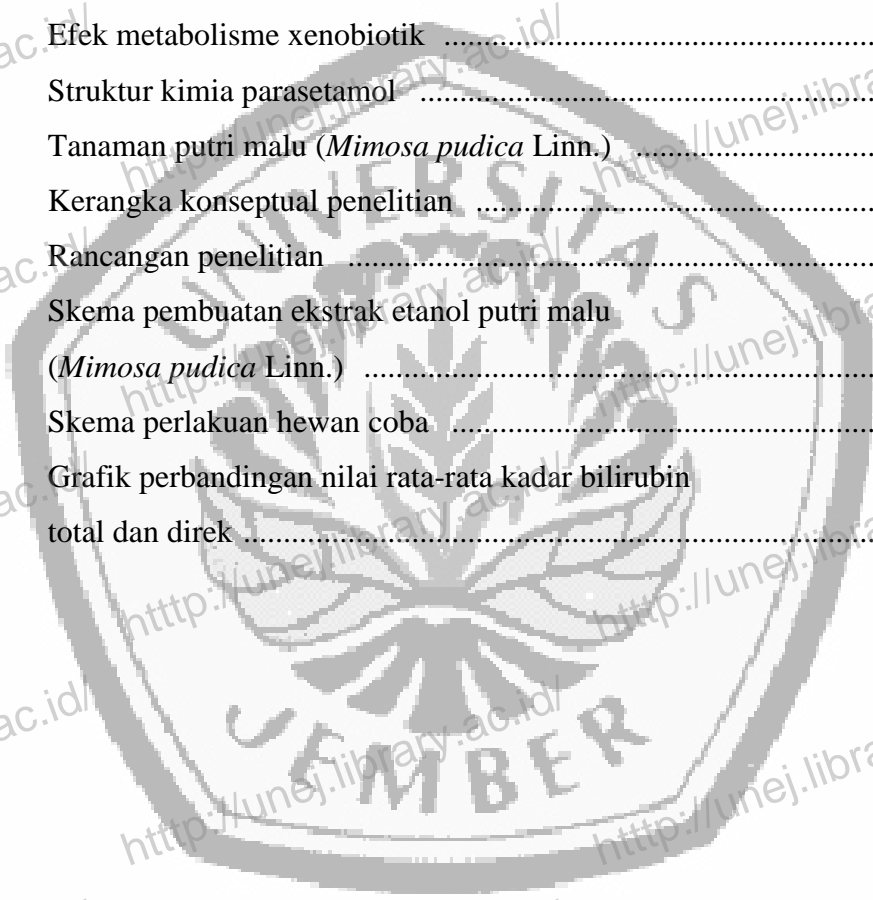 Efek metabolisme xenobiotik ........................................................
Struktur kimia parasetamol ...........................................................
Tanaman putri malu (Mimosa pudica Linn.) ...............................
Kerangka konseptual penelitian ....................................................
Rancangan penelitian ....................................................................
Skema pembuatan ekstrak etanol putri malu
(Mimosa pudica Linn.) ..................................................................
Skema perlakuan hewan coba .......................................................
Grafik perbandingan nilai rata-rata kadar bilirubin
total dan direk ................................................................................
UNIVERSITAS
JEMBER